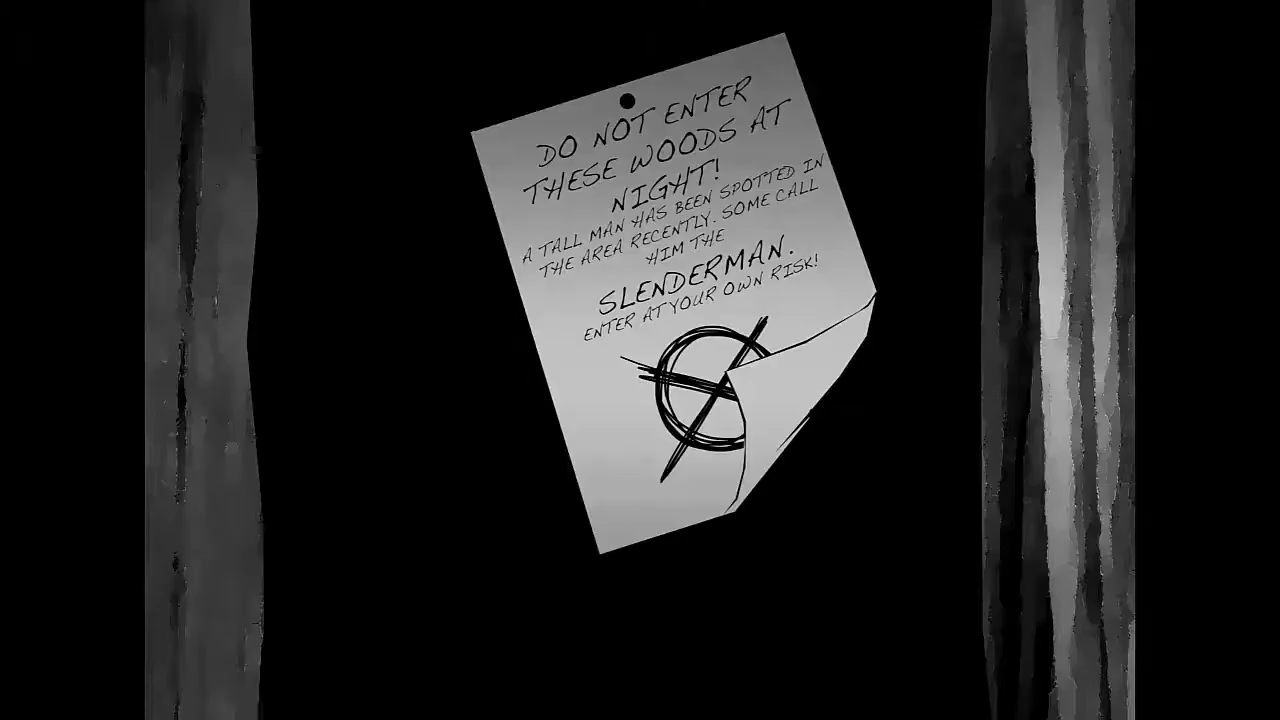 DO NOT ENTER
THESE WOODS AT
NIGHT!
A TALL MAN HAS BEEN SPOTTED IN
THE AREA RECENTLY. SOME CALL
HIM THE
SLENDERMAN.
ENTER AT YOUR OWN RISK!